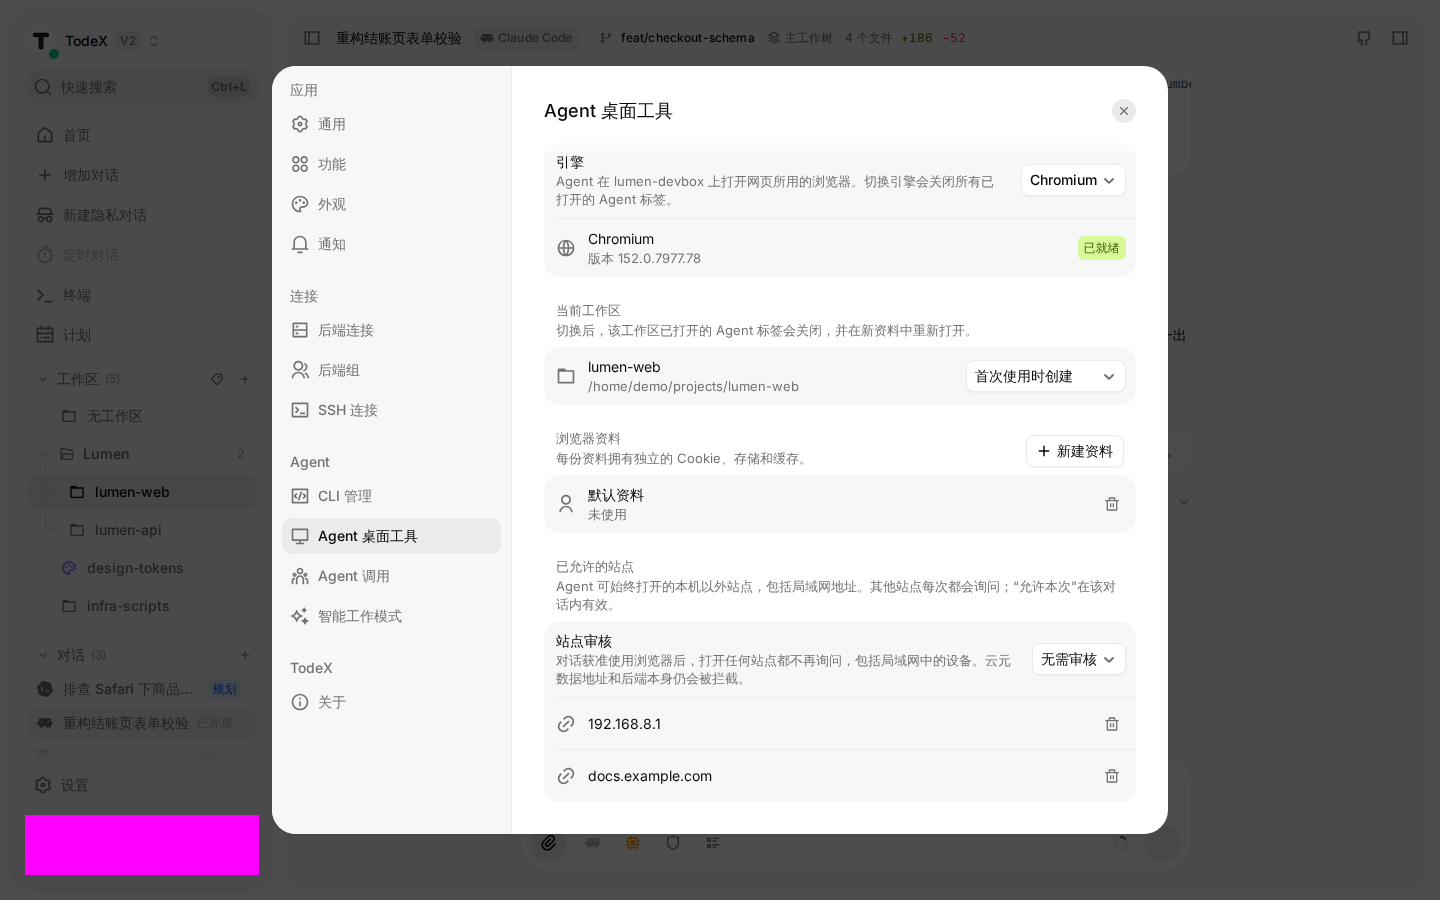 TodeX V2
快速搜索 Ctrl+L
首页
增加对话
新建隐私对话
定时对话
终端
计划
工作区 (5)
无工作区
Lumen 2
lumen-web
lumen-api
design-tokens
infra-scripts
对话 (3)
排查 Safari 下商品... 规划
重构结账页表单校验 已完成
设置
重构结账页表单校验 Claude Code feat/checkout-schema 主工作树 4 个文件 +186 −52
应用
通用
功能
外观
通知
连接
后端连接
后端组
SSH 连接
Agent
CLI 管理
Agent 桌面工具
Agent 调用
智能工作模式
TodeX
关于
Agent 桌面工具
引擎
Agent 在 lumen-devbox 上打开网页所用的浏览器。切换引擎会关闭所有已
打开的 Agent 标签。
Chromium
Chromium
版本 152.0.7977.78
已就绪
当前工作区
切换后，该工作区已打开的 Agent 标签会关闭，并在新资料中重新打开。
lumen-web
/home/demo/projects/lumen-web
首次使用时创建
浏览器资料
每份资料拥有独立的 Cookie、存储和缓存。
新建资料
默认资料
未使用
已允许的站点
Agent 可始终打开的本机以外站点，包括局域网地址。其他站点每次都会询问；“允许本次”在该对
话内有效。
站点审核
对话获准使用浏览器后，打开任何站点都不再询问，包括局域网中的设备。云元
数据地址和后端本身仍会被拦截。
无需审核
192.168.8.1
docs.example.com
出